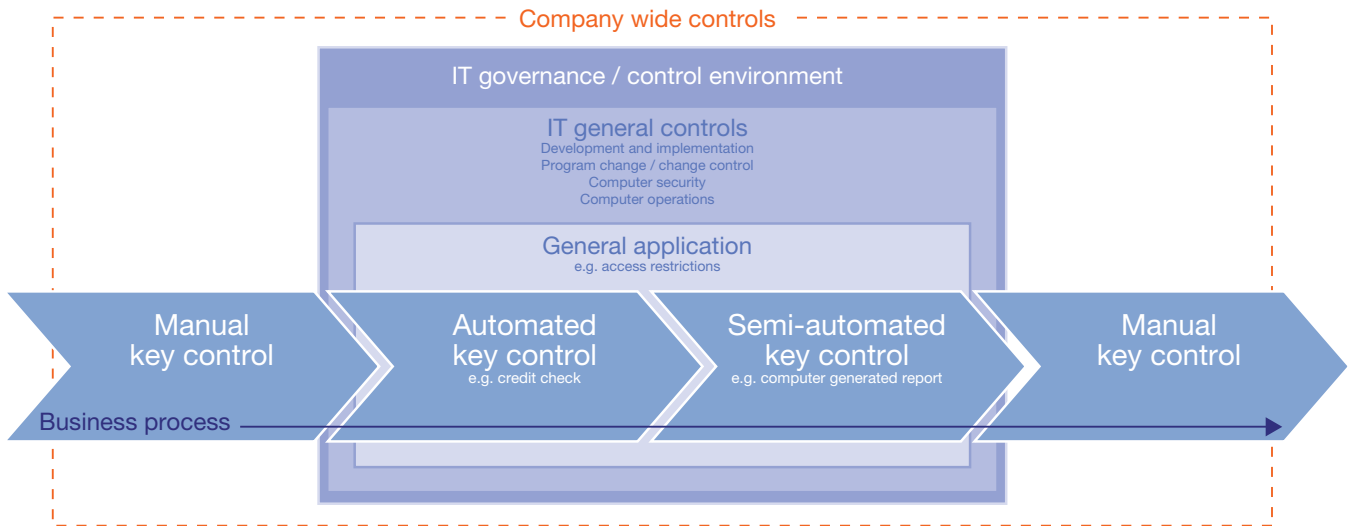 Company wide controls
IT governance / control environment
IT general controls
Development and implementation
Program change / change control
Computer security
Computer operations
General application
e.g. access restrictions
Manual
key control
Automated
key control
e.g. credit check
Semi-automated
key control
e.g. computer generated report
Manual
key control
Business process